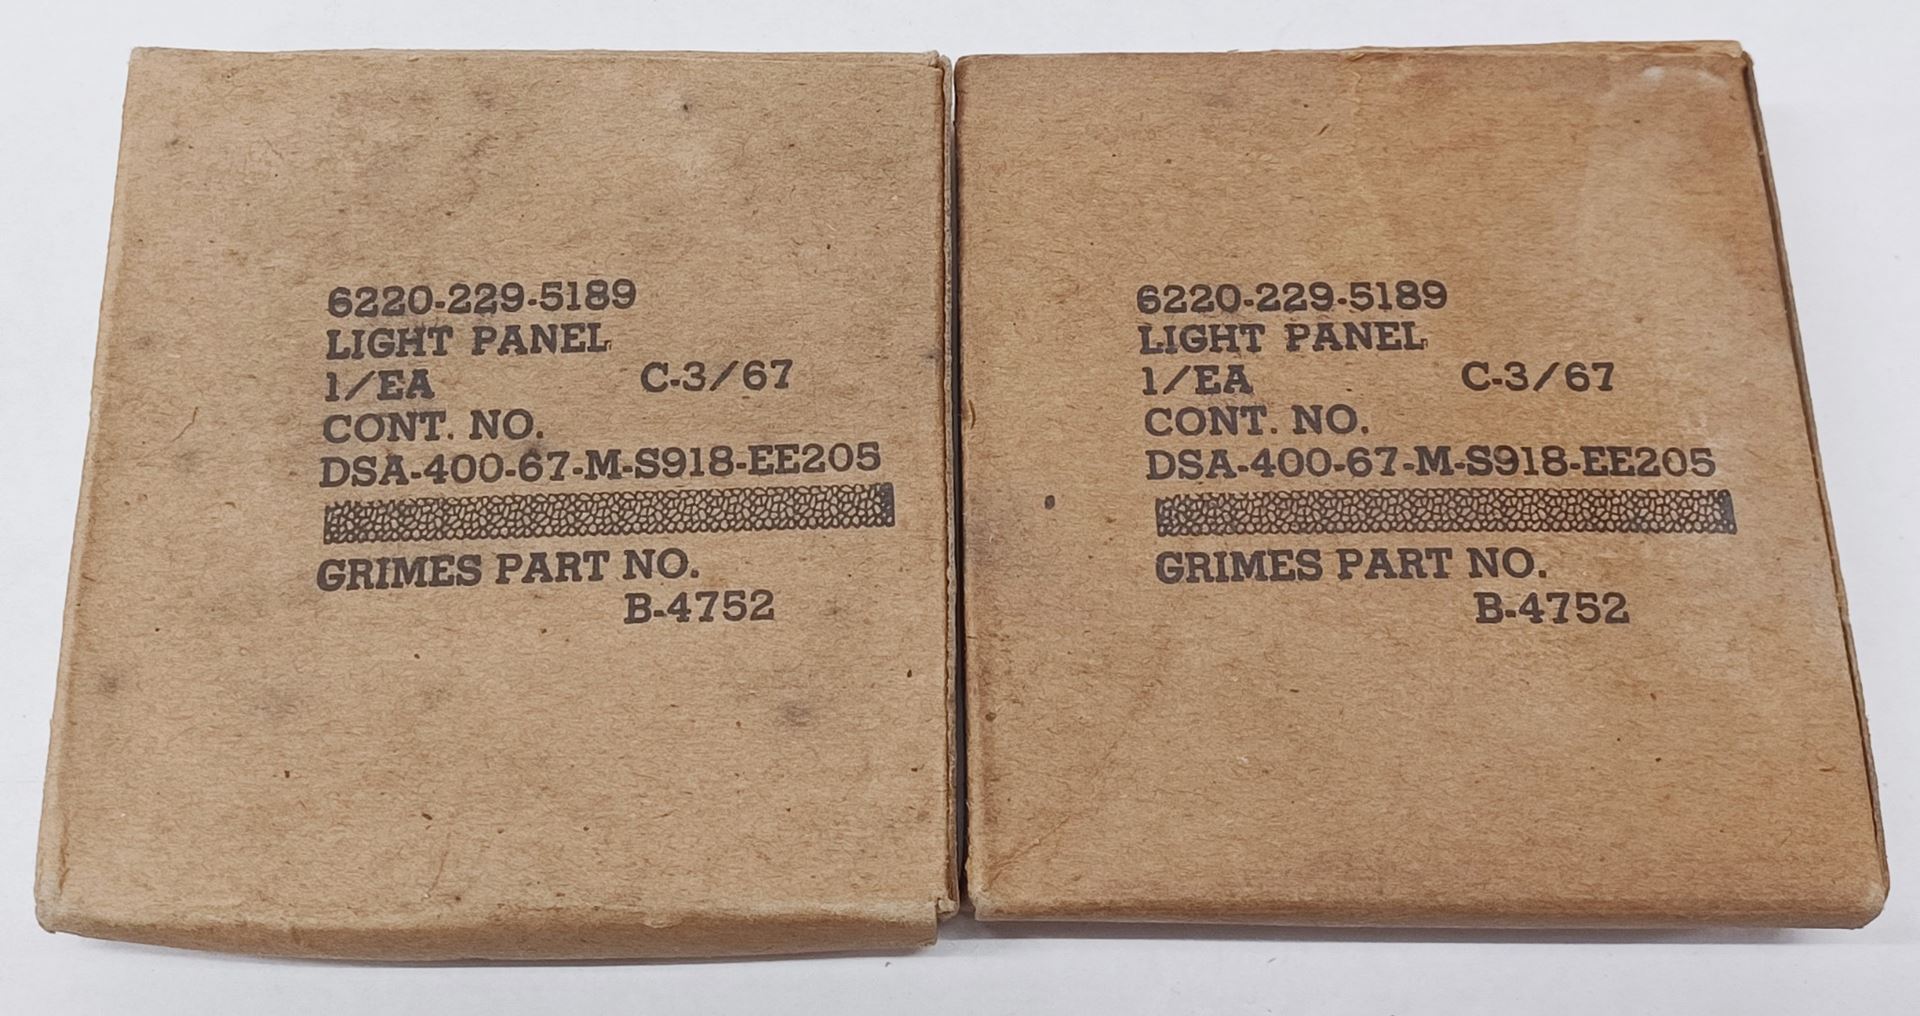 6220-229-5189
LIGHT PANEL
1/EA C-3/67
CONT. NO.
DSA-400-67-M-S918-EE205
GRIMES PART NO.
B-4752
6220-229-5189
LIGHT PANEL
1/EA C-3/67
CONT. NO.
DSA-400-67-M-S918-EE205
GRIMES PART NO.
B-4752